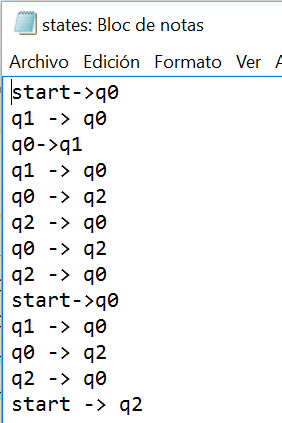 states: Bloc de notas
Archivo Edición Formato Ver
start->q0
q1 -> q0
q0->q1
q1 -> q0
q0 -> q2
q2 -> q0
q0 -> q2
q2 -> q0
start->q0
q1 -> q0
q0 -> q2
q2 -> q0
start -> q2